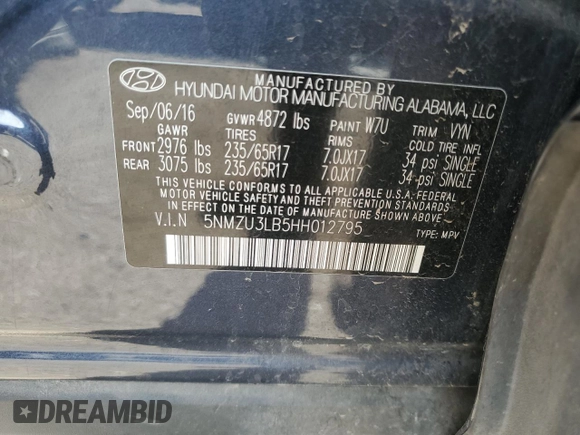 MANUFACTURED BY
HYUNDAI MOTOR MANUFACTURING ALABAMA, LLC
Sep/06/16 GVWR 4872 lbs PAINT W7U TRIM VYN
GAWR TIRES RIMS COLD TIRE INFL
FRONT 2976 lbs 235/65R17 7.0JX17 34 psi SINGLE
REAR 3075 lbs 235/65R17 7.0JX17 34 psi SINGLE
THIS VEHICLE CONFORMS TO ALL APPLICABLE U.S.A. FEDERAL
MOTOR VEHICLE SAFETY AND THEFT PREVENTION STANDARDS
IN EFFECT ON THE DATE OF MANUFACTURE SHOWN ABOVE.
V.I.N 5NMZU3LB5HH012795 TYPE: MPV
DREAMBID